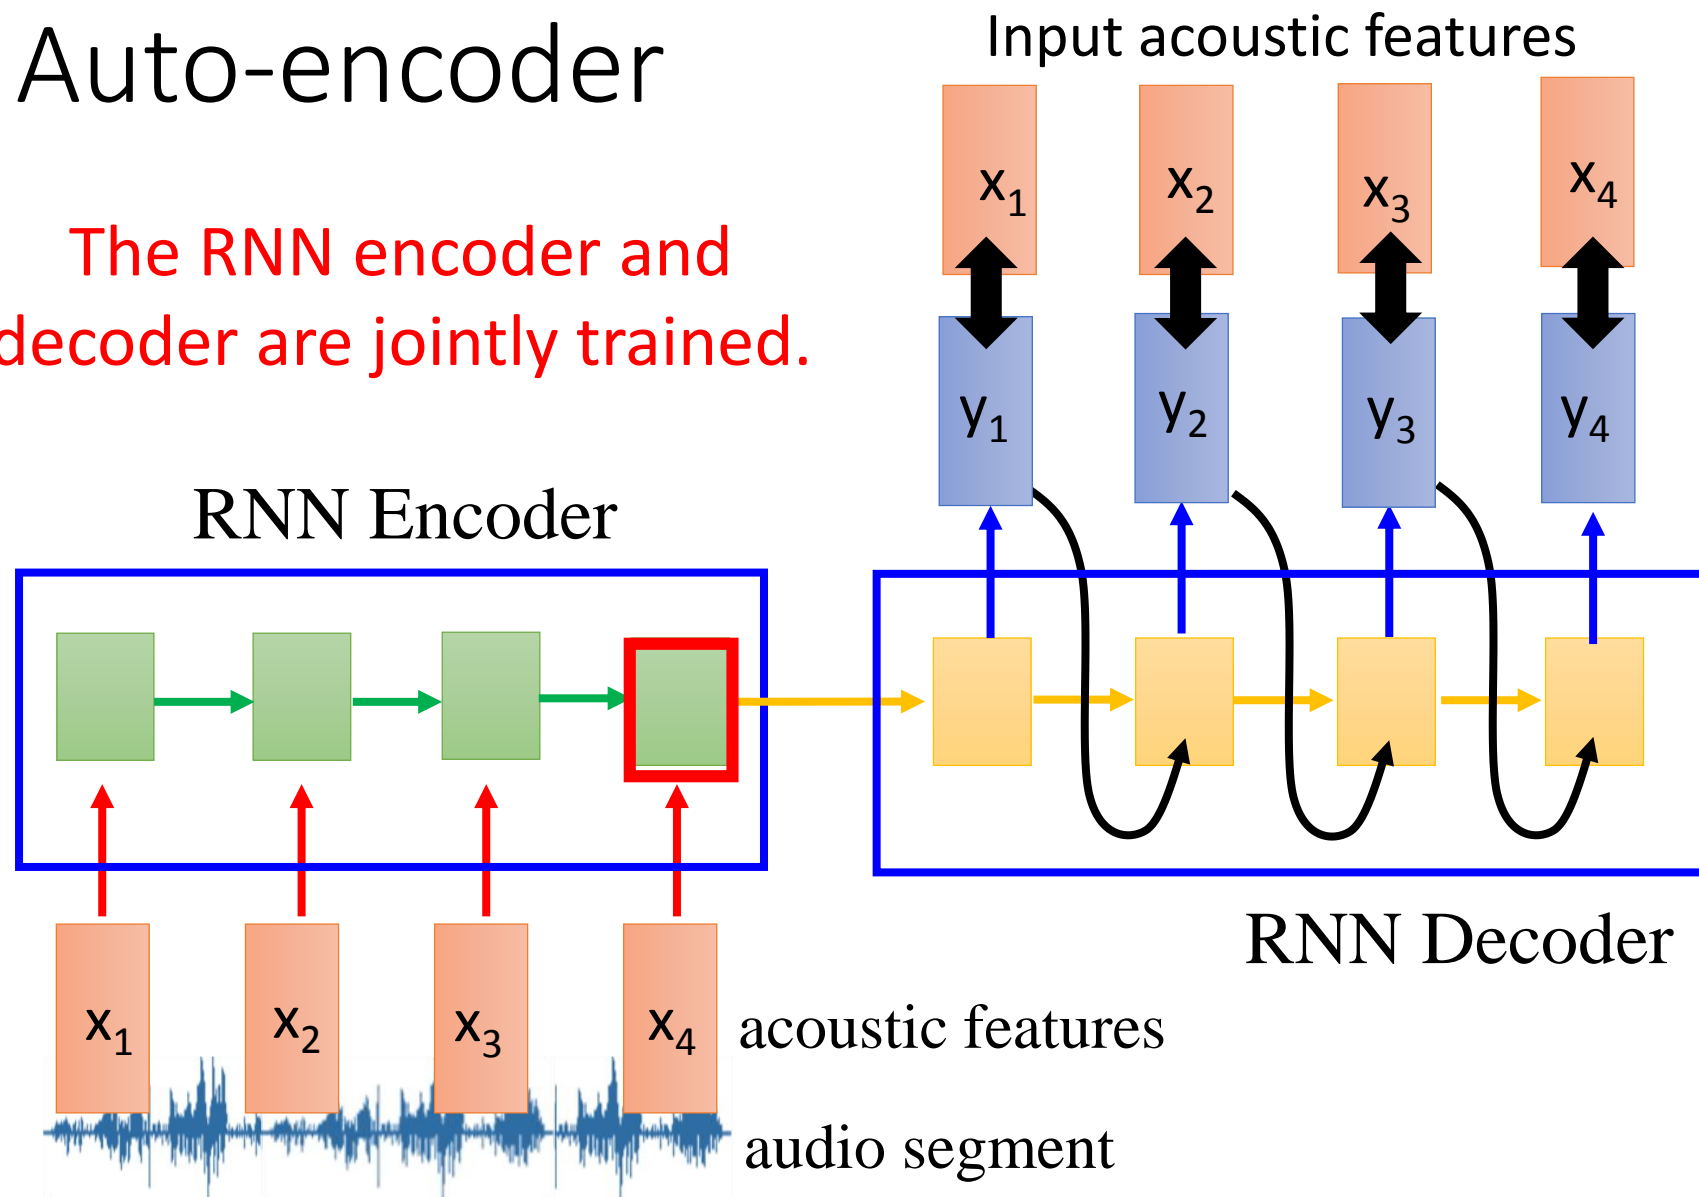 Auto-encoder
Input acoustic features
x1 x2 x3 x4
The RNN encoder and
decoder are jointly trained.
y1 y2 y3 y4
RNN Encoder
RNN Decoder
x1 x2 x3 x4
acoustic features
audio segment